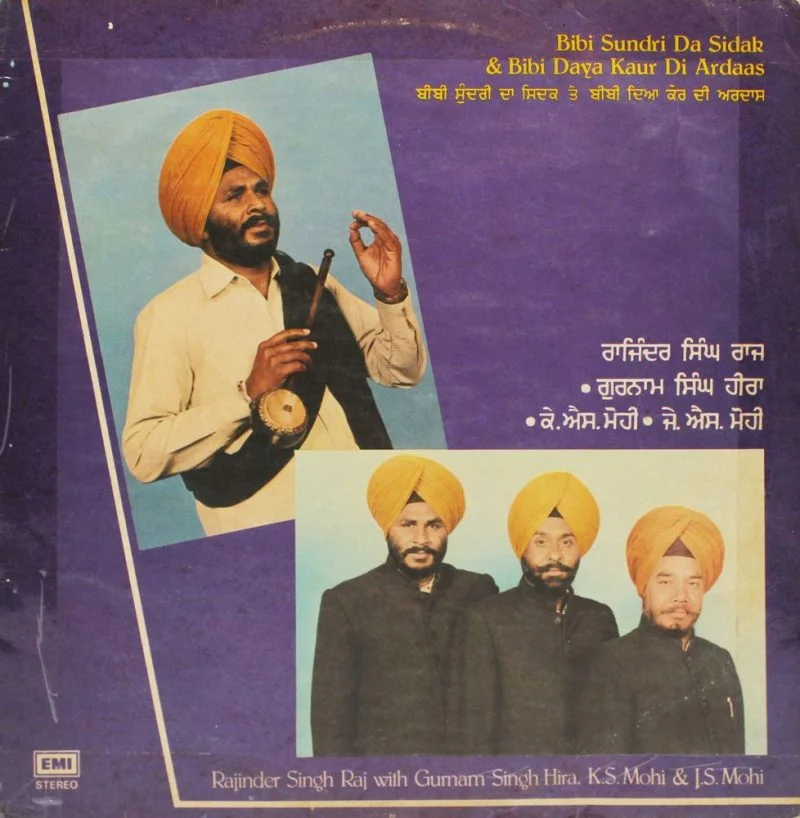 Bibi Sundri Da Sidak
& Bibi Daya Kaur Di Ardaas
ਬੀਬੀ ਸੁੰਦਰੀ ਦਾ ਸਿਦਕ ਤੇ ਬੀਬੀ ਦਿਆ ਕੌਰ ਦੀ ਅਰਦਾਸ
ਰਾਜਿੰਦਰ ਸਿੰਘ ਰਾਜ
• ਗੁਰਨਾਮ ਸਿੰਘ ਹੀਰਾ
• ਕੇ.ਐਸ.ਮੋਹੀ • ਜੇ.ਐਸ.ਮੋਹੀ
EMI
STEREO
Rajinder Singh Raj with Gurnam Singh Hira. K.S.Mohi & J.S.Mohi